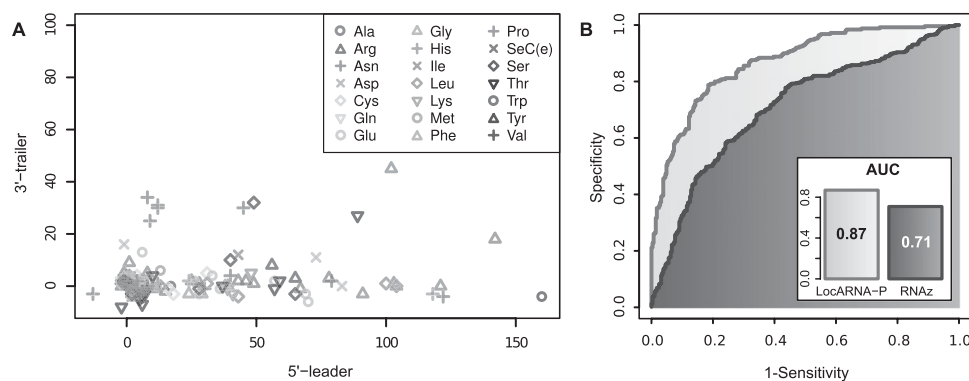 A
100
80
60
40
20
0
3'-trailer
0
50
100
150
5'-leader
Ala Gly Pro
Arg His SeC(e)
Asn Ile Ser
Asp Leu Thr
Cys Lys Trp
Gln Met Tyr
Glu Phe Val
B
1.0
0.8
0.6
0.4
0.2
0.0
Specificity
0.0
0.2
0.4
0.6
0.8
1.0
1-Sensitivity
AUC
0.8
0.4
0.0
0.87
0.71
LocARNA-P RNAz